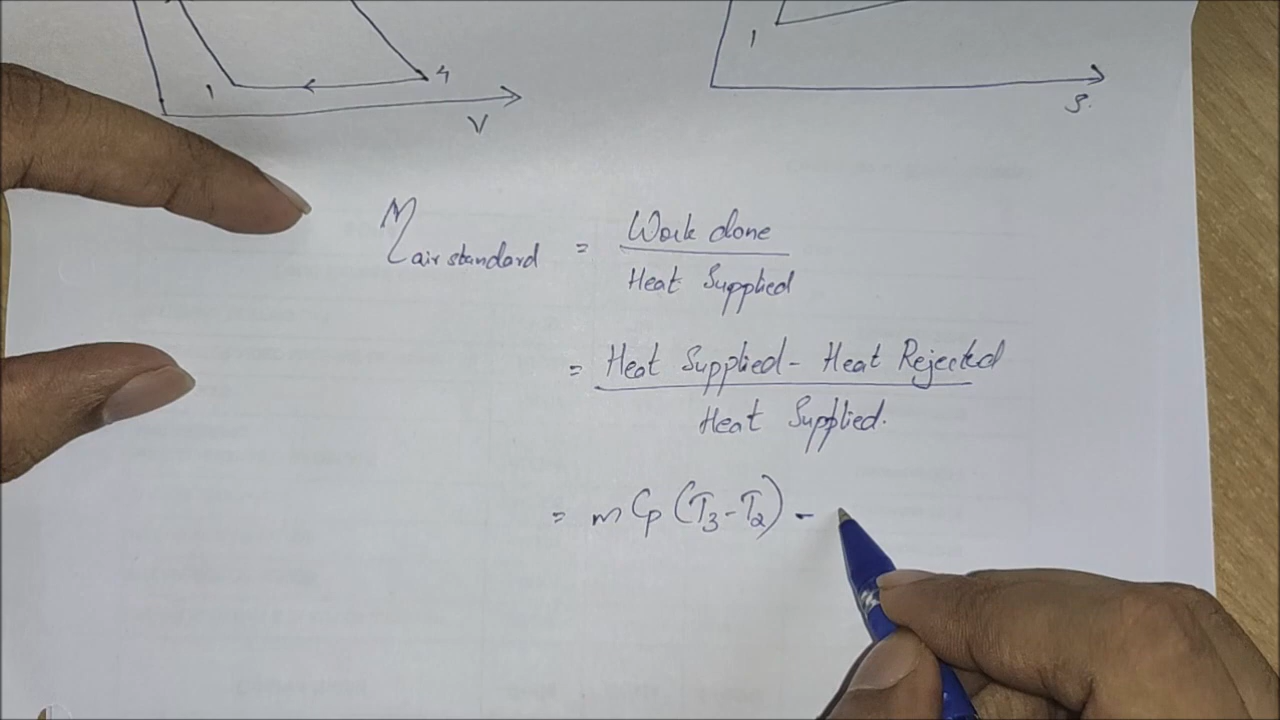 1 4
V
1
S.
η air standard = Work done / Heat Supplied
= Heat Supplied - Heat Rejected / Heat Supplied.
= m Cp (T3 - T2) -